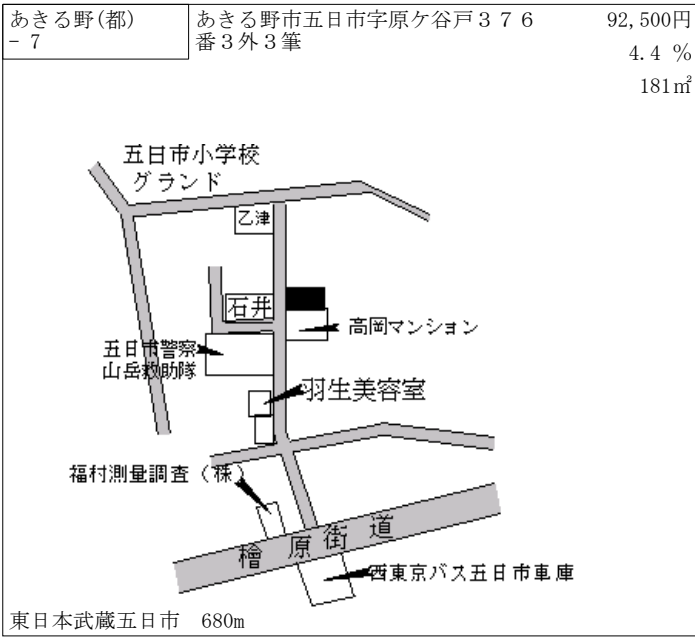 あきる野(都)
- 7
あきる野市五日市字原ケ谷戸３７６
番３外３筆
92,500円
4.4 %
181㎡
五日市小学校
グランド
乙津
石井
高岡マンション
五日市警察
山岳救助隊
羽生美容室
福村測量調査（株）
檜原街道
西東京バス五日市車庫
東日本武蔵五日市　680m